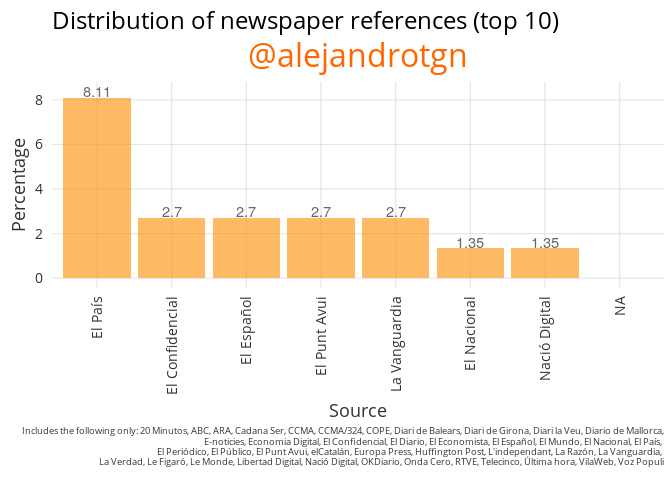 Distribution of newspaper references (top 10)
@alejandrotgn
Percentage
8
6
4
2
0
8.11
2.7
2.7
2.7
2.7
1.35
1.35
El País
El Confidencial
El Español
El Punt Avui
La Vanguardia
El Nacional
Nació Digital
NA
Source
Includes the following only: 20 Minutos, ABC, ARA, Cadana Ser, CCMA, CCMA/324, COPE, Diari de Balears, Diari de Girona, Diari la Veu, Diario de Mallorca,
E-noticies, Economia Digital, El Confidencial, El Diario, El Economista, El Español, El Mundo, El Nacional, El País,
El Periódico, El Público, El Punt Avui, elCatalán, Europa Press, Huffington Post, L'independant, La Razón, La Vanguardia,
La Verdad, Le Figaró, Le Monde, Libertad Digital, Nació Digital, OKDiario, Onda Cero, RTVE, Telecinco, Última hora, VilaWeb, Voz Populi